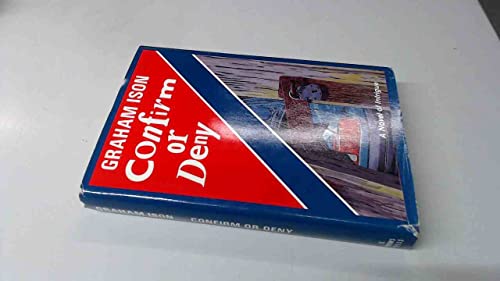 GRAHAM ISON
Confirm
or
Deny
A Novel of Intrigue
GRAHAM ISON CONFIRM OR DENY